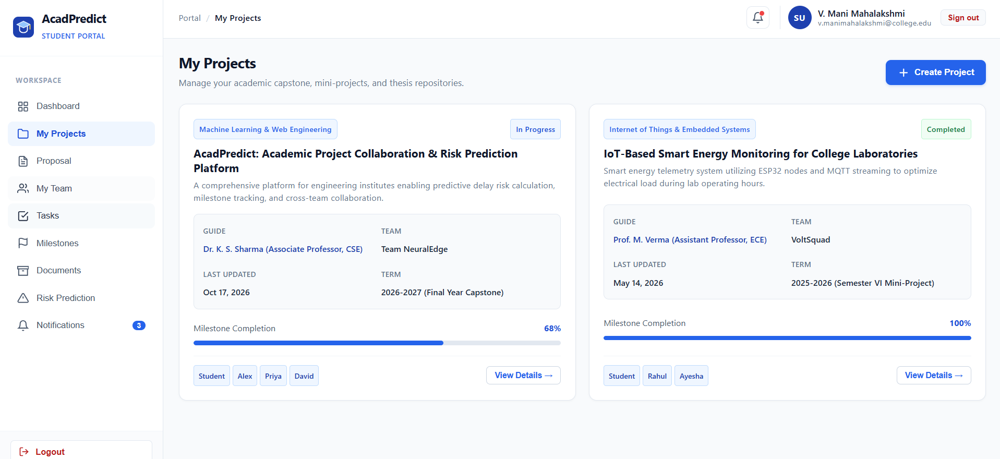 AcadPredict
STUDENT PORTAL
WORKSPACE
Dashboard
My Projects
Proposal
My Team
Tasks
Milestones
Documents
Risk Prediction
Notifications 3
Logout
Portal / My Projects
SU
V. Mani Mahalakshmi
v.manimahalakshmi@college.edu
Sign out
My Projects
Manage your academic capstone, mini-projects, and thesis repositories.
+ Create Project
Machine Learning & Web Engineering
In Progress
AcadPredict: Academic Project Collaboration & Risk Prediction
Platform
A comprehensive platform for engineering institutes enabling predictive delay risk calculation,
milestone tracking, and cross-team collaboration.
GUIDE
Dr. K. S. Sharma (Associate Professor, CSE)
TEAM
Team NeuralEdge
LAST UPDATED
Oct 17, 2026
TERM
2026-2027 (Final Year Capstone)
Milestone Completion 68%
Student Alex Priya David
View Details →
Internet of Things & Embedded Systems
Completed
IoT-Based Smart Energy Monitoring for College Laboratories
Smart energy telemetry system utilizing ESP32 nodes and MQTT streaming to optimize
electrical load during lab operating hours.
GUIDE
Prof. M. Verma (Assistant Professor, ECE)
TEAM
VoltSquad
LAST UPDATED
May 14, 2026
TERM
2025-2026 (Semester VI Mini-Project)
Milestone Completion 100%
Student Rahul Ayesha
View Details →